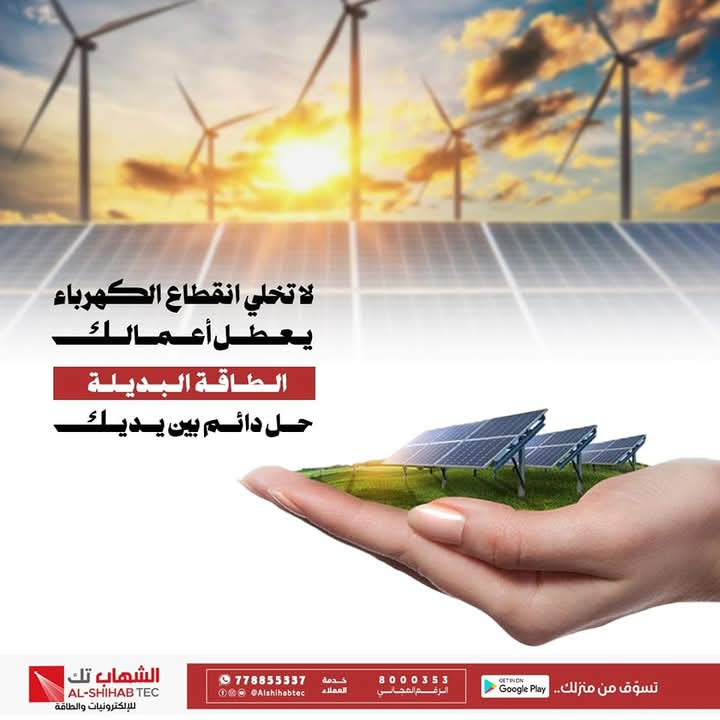 لا تخلي انقطاع الكهرباء
يعطل أعمالك
الطاقة البديلة
حل دائم بين يديك
الشهاب تك
AL-SHIHAB TEC
للإلكترونيات والطاقة
778855337
@Alshihabtec
خدمة
العملاء
8000353
الرقم المجاني
GET IN ON
Google Play
تسوّق من منزلك..